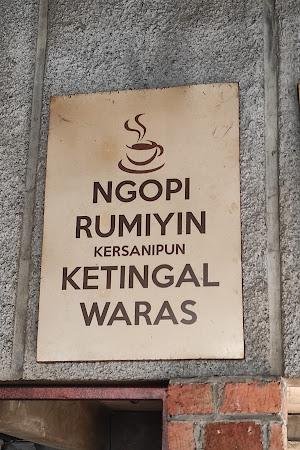 NGOPI
RUMIYIN
KERSANIPUN
KETINGAL
WARAS